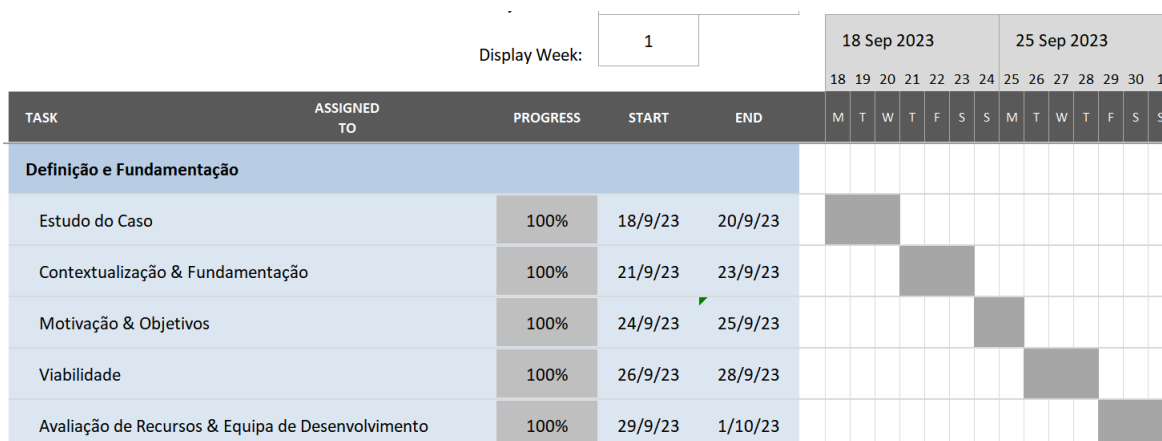 Display Week: 1
18 Sep 2023 25 Sep 2023
18 19 20 21 22 23 24 25 26 27 28 29 30 1
TASK ASSIGNED TO PROGRESS START END M T W T F S S M T W T F S S
Definição e Fundamentação
Estudo do Caso 100% 18/9/23 20/9/23
Contextualização & Fundamentação 100% 21/9/23 23/9/23
Motivação & Objetivos 100% 24/9/23 25/9/23
Viabilidade 100% 26/9/23 28/9/23
Avaliação de Recursos & Equipa de Desenvolvimento 100% 29/9/23 1/10/23